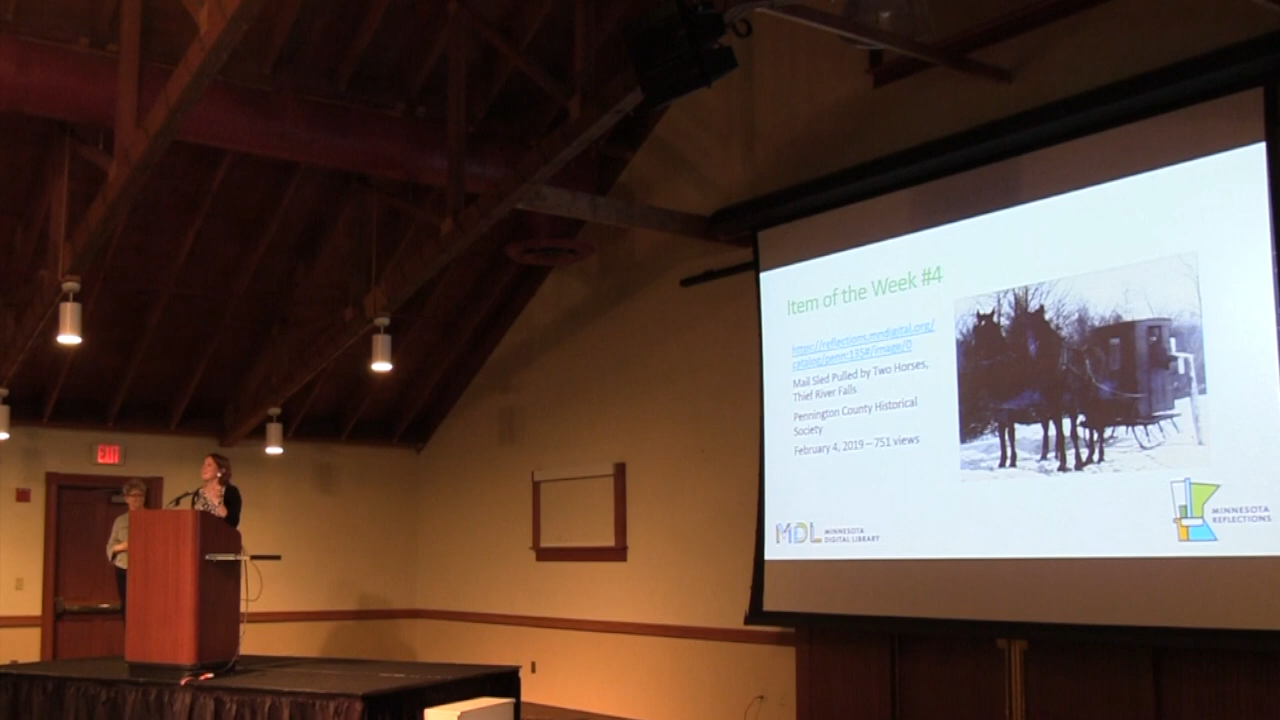 EXIT
Item of the Week #4
https://reflections.mndigital.org/
catalog/penn:135#/image/0
Mail Sled Pulled by Two Horses,
Thief River Falls
Pennington County Historical
Society
February 4, 2019 – 751 views
MDL MINNESOTA
DIGITAL LIBRARY
MINNESOTA
REFLECTIONS